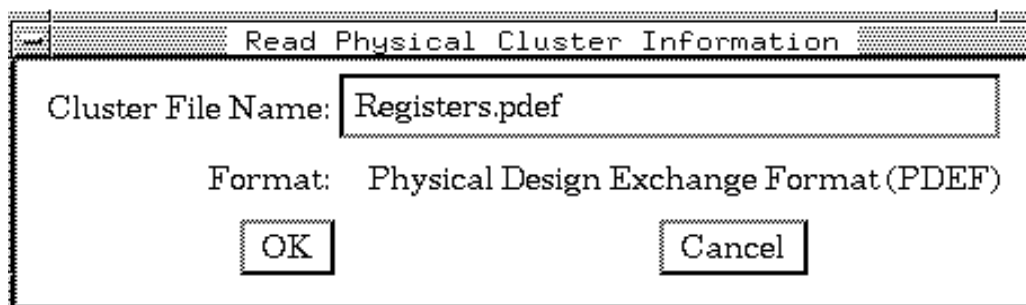 Read Physical Cluster Information
Cluster File Name: Registers.pdef
Format: Physical Design Exchange Format (PDEF)
OK Cancel